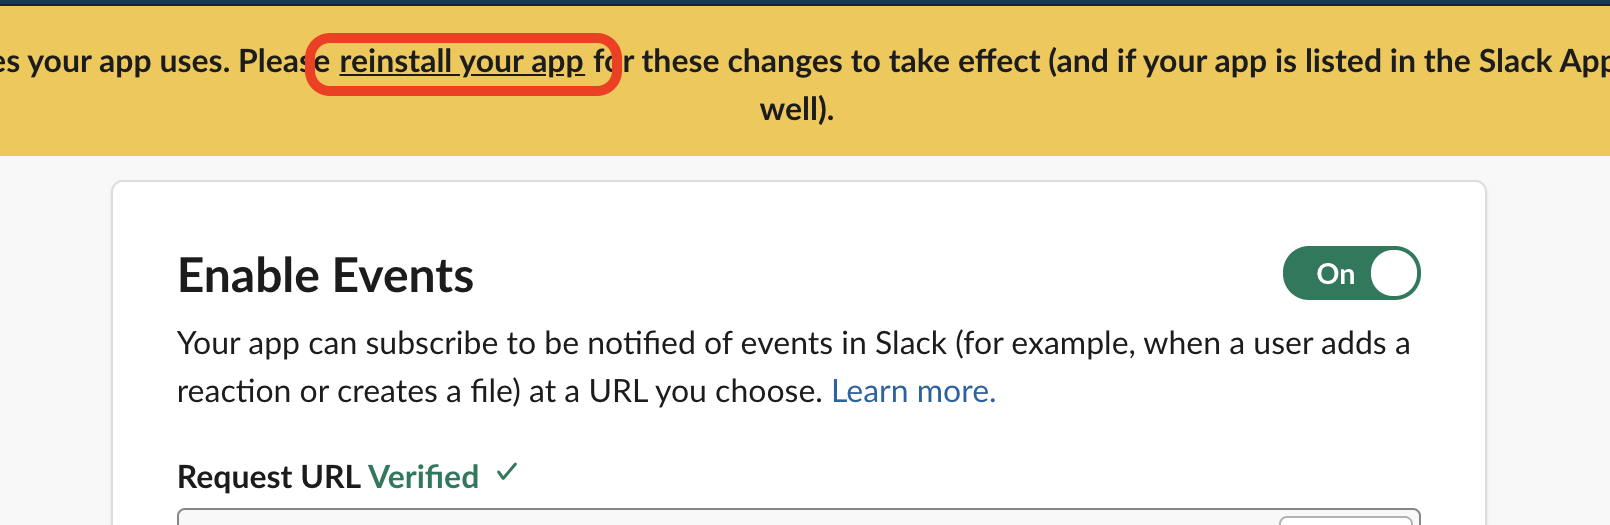 your app uses. Please reinstall your app for these changes to take effect (and if your app is listed in the Slack App
well).
Enable Events
On
Your app can subscribe to be notified of events in Slack (for example, when a user adds a
reaction or creates a file) at a URL you choose. Learn more.
Request URL Verified ✓